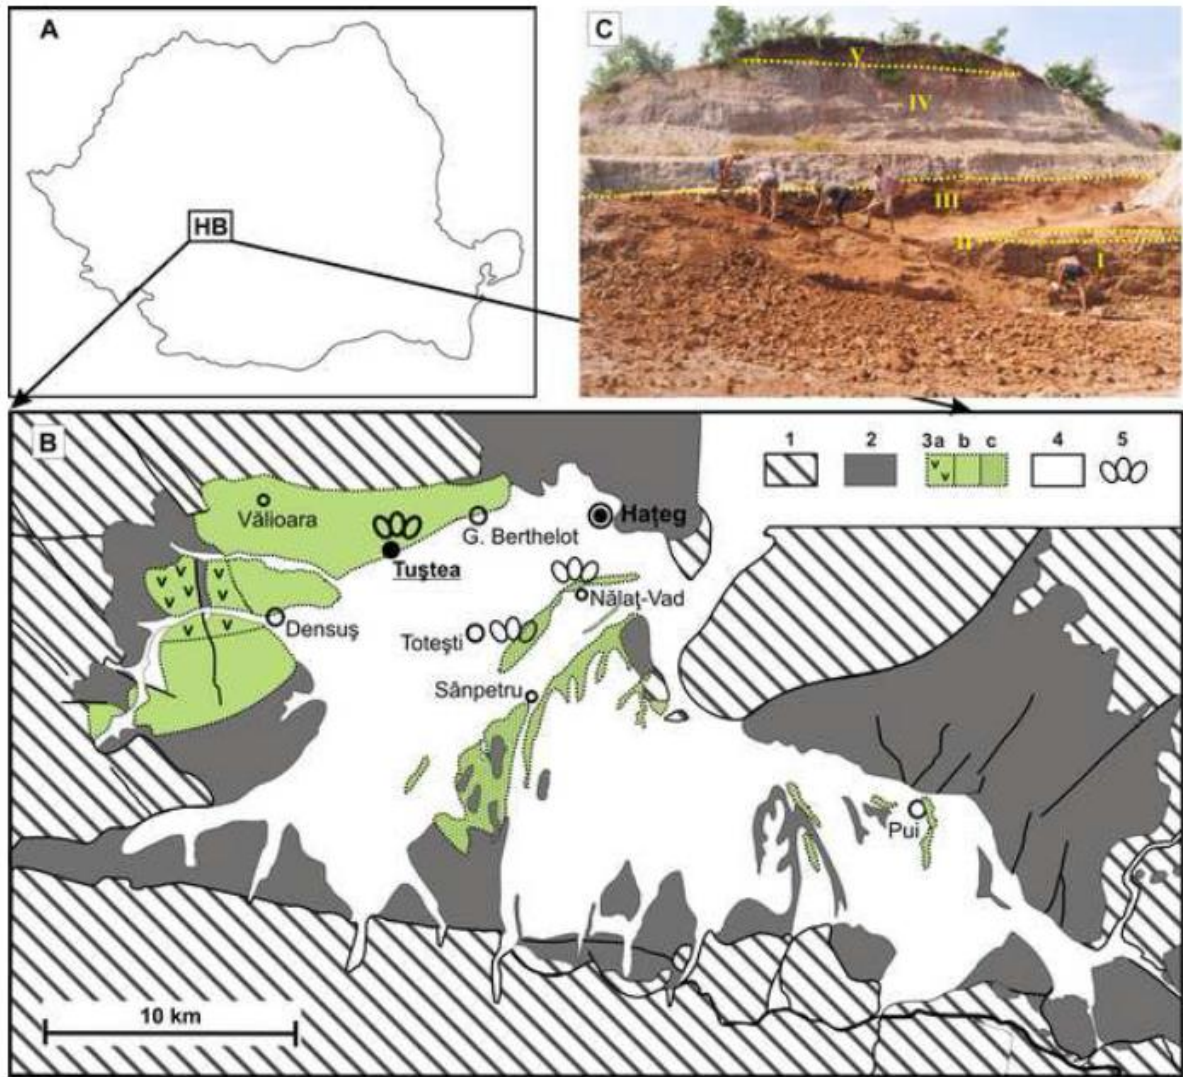 A
HB
C
V
IV
III
II
I
B
1 2 3a b c 4 5
Vălioara
G. Berthelot
Haţeg
Tuştea
Nălaţ-Vad
Densuş
Toteşti
Sânpetru
Pui
10 km